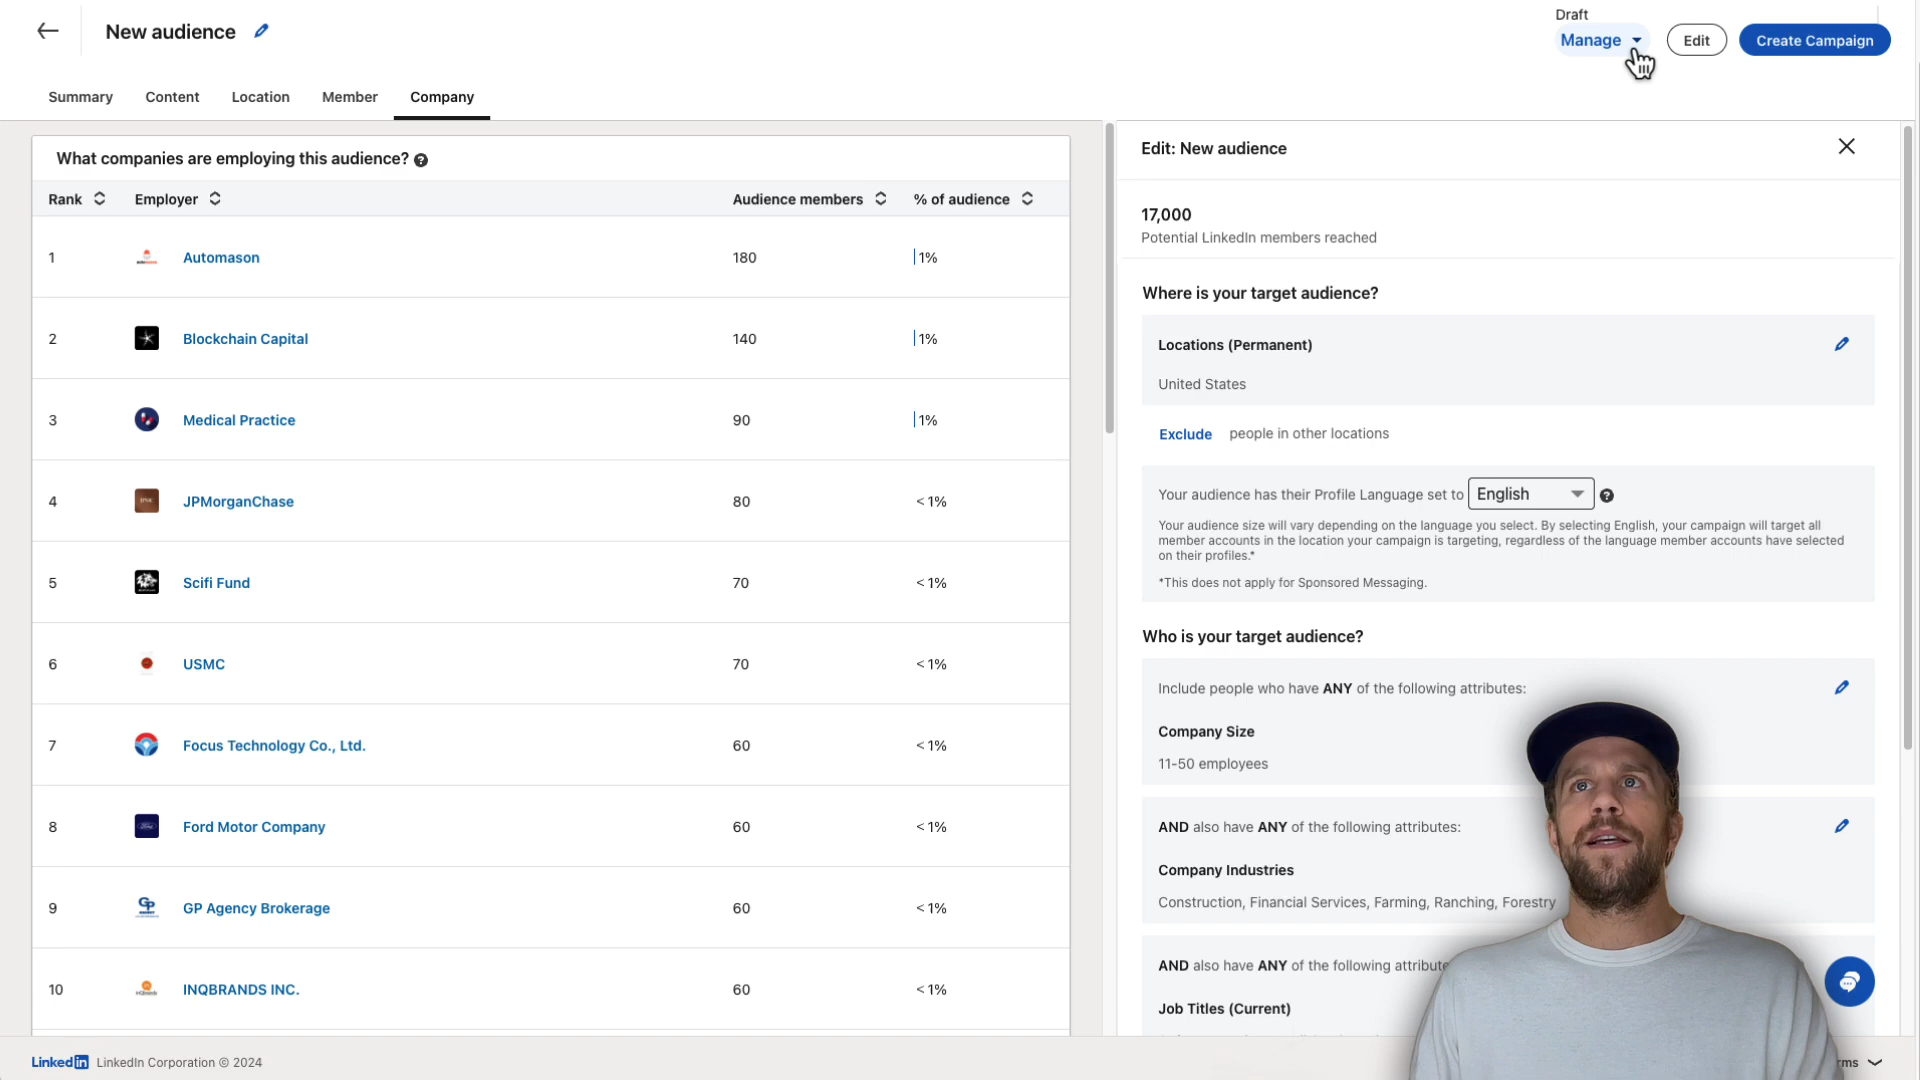 New audience
Draft
Manage
Edit
Create Campaign
Summary
Content
Location
Member
Company
What companies are employing this audience?
Rank
Employer
Audience members
% of audience
1
Automason
180
1%
2
Blockchain Capital
140
1%
3
Medical Practice
90
1%
4
JPMorganChase
80
<1%
5
Scifi Fund
70
<1%
6
USMC
70
<1%
7
Focus Technology Co., Ltd.
60
<1%
8
Ford Motor Company
60
<1%
9
GP Agency Brokerage
60
<1%
10
INQBRANDS INC.
60
<1%
Edit: New audience
17,000
Potential LinkedIn members reached
Where is your target audience?
Locations (Permanent)
United States
Exclude people in other locations
Your audience has their Profile Language set to English
Your audience size will vary depending on the language you select. By selecting English, your campaign will target all
member accounts in the location your campaign is targeting, regardless of the language member accounts have selected
on their profiles.*
*This does not apply for Sponsored Messaging.
Who is your target audience?
Include people who have ANY of the following attributes:
Company Size
11-50 employees
AND also have ANY of the following attributes:
Company Industries
Construction, Financial Services, Farming, Ranching, Forestry
AND also have ANY of the following
Job Titles (Current)
LinkedIn LinkedIn Corporation © 2024